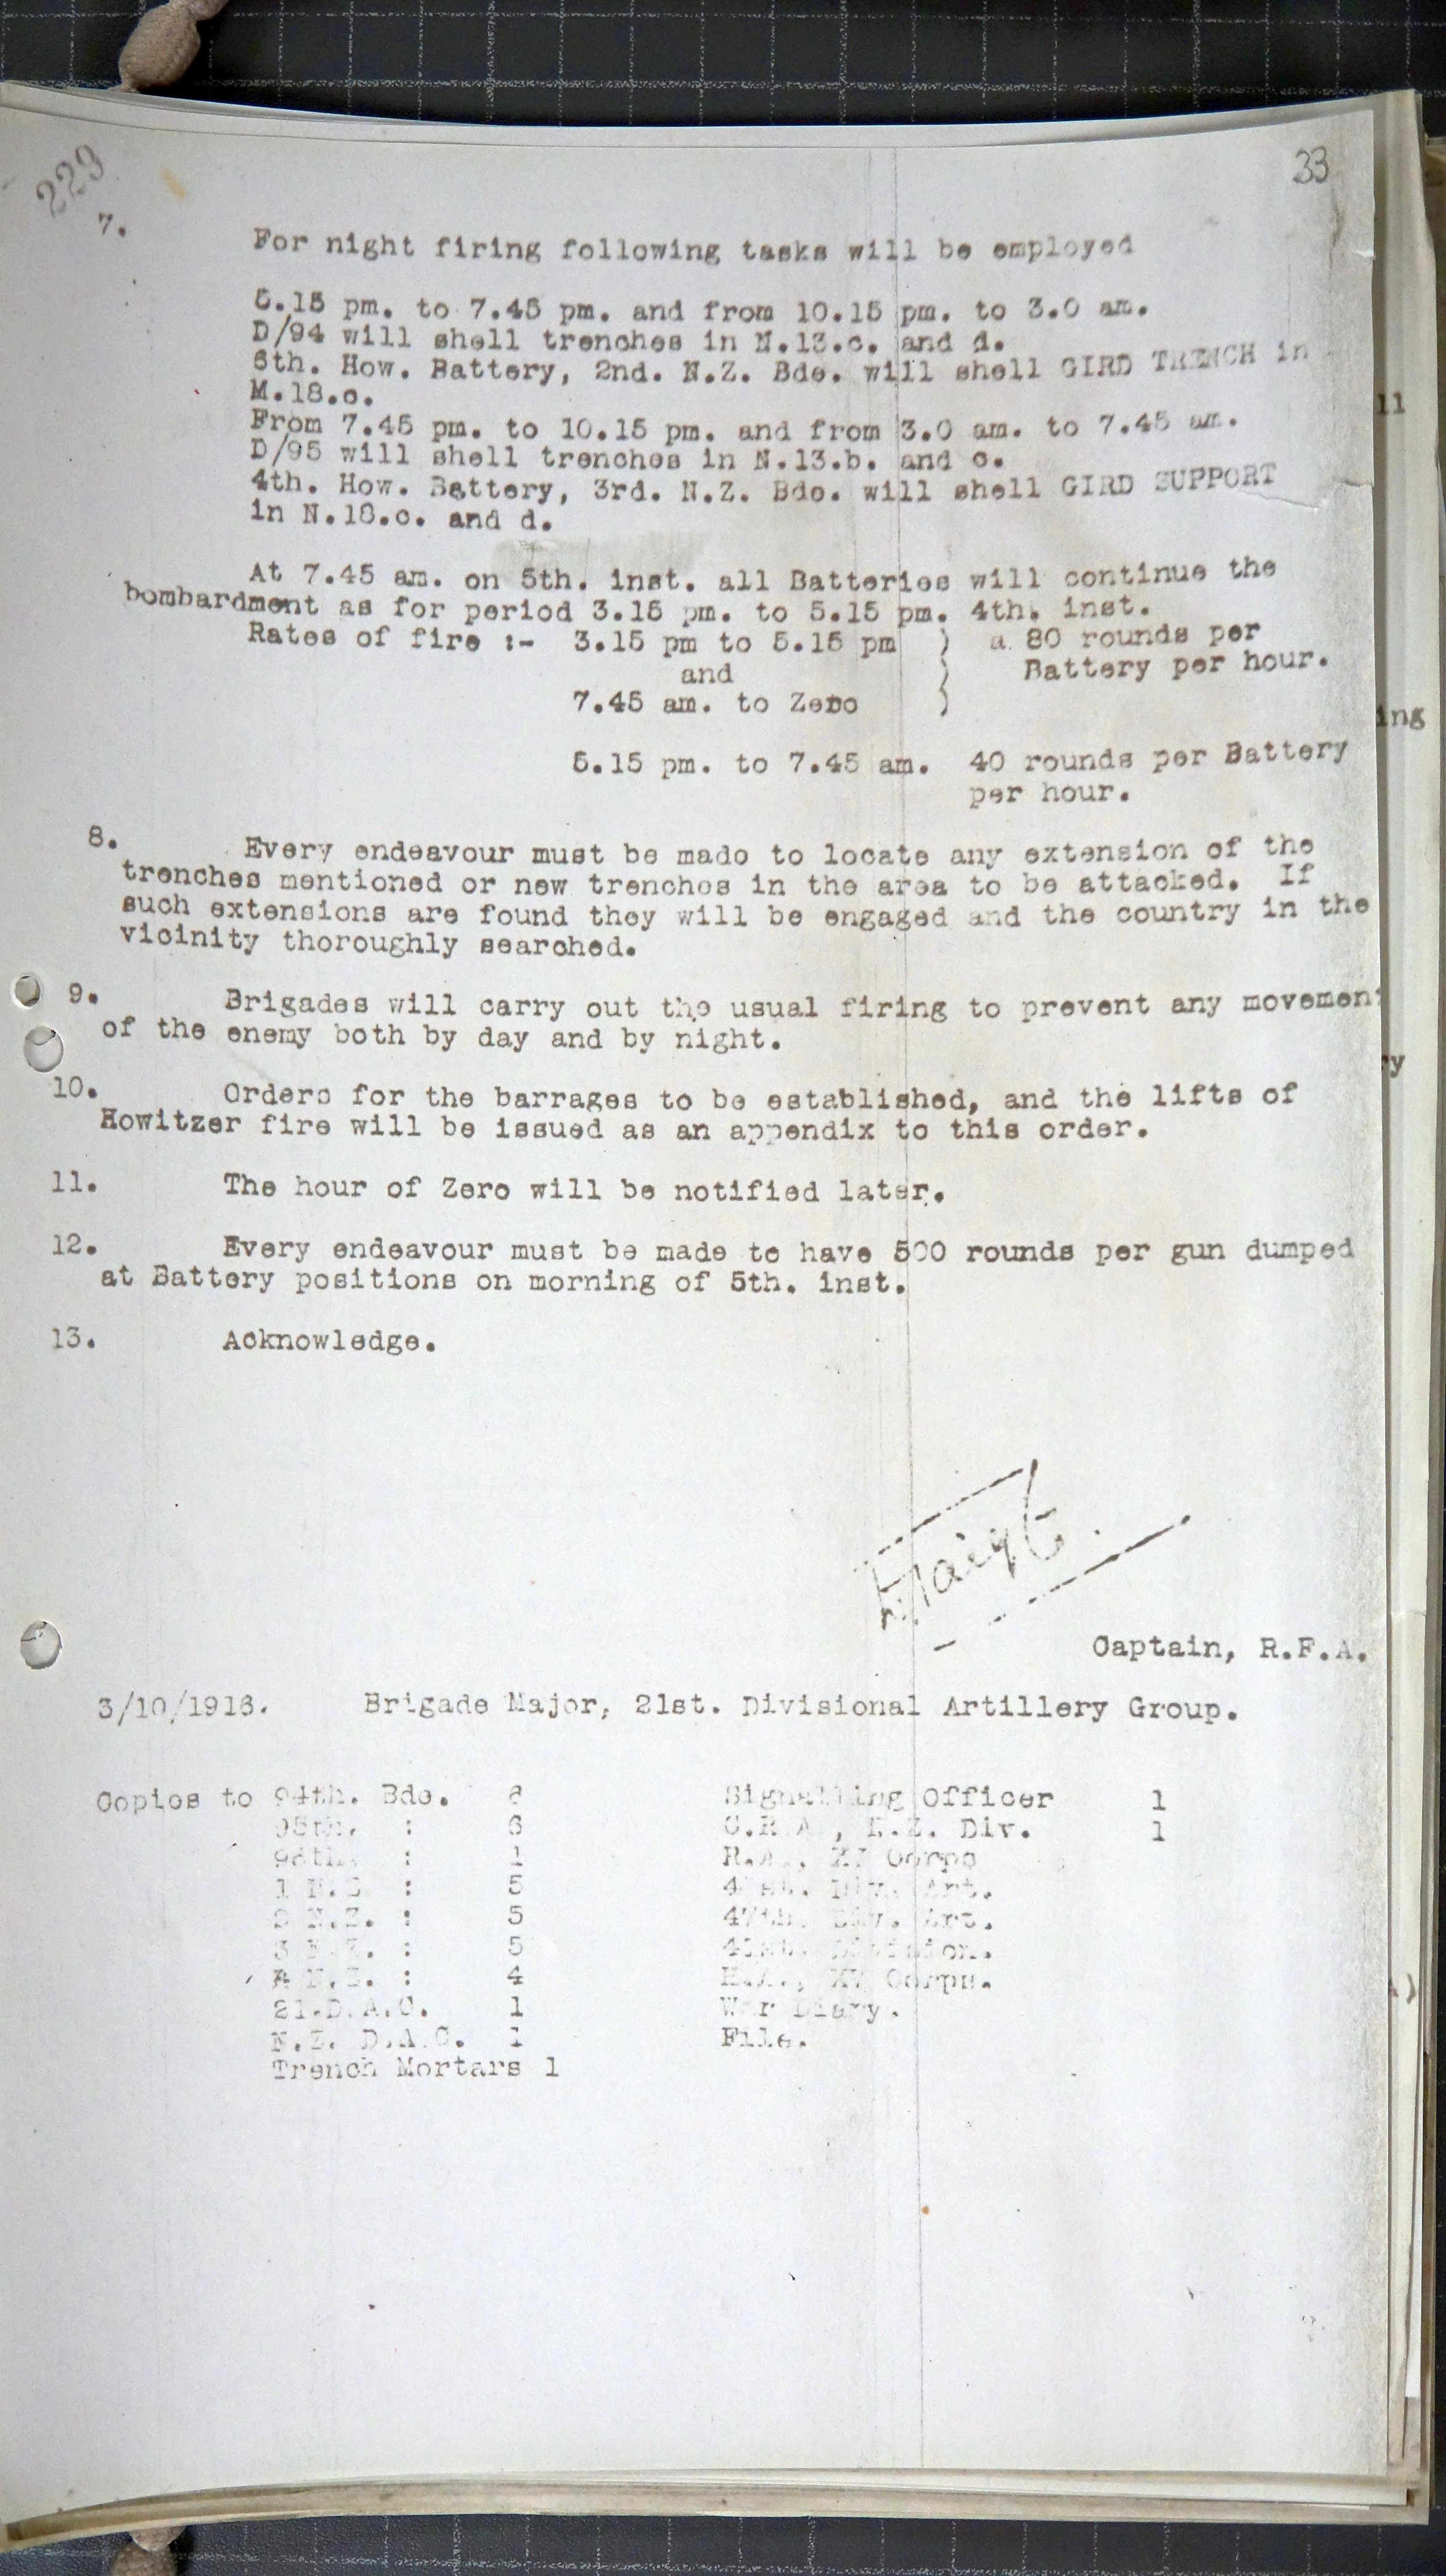 229
33
7.
For night firing following tasks will be employed
5.15 pm. to 7.45 pm. and from 10.15 pm. to 3.0 am.
D/94 will shell trenches in N.13.c. and d.
6th. How. Battery, 2nd. N.Z. Bde. will shell GIRD TRENCH in
M.18.c.
From 7.45 pm. to 10.15 pm. and from 3.0 am. to 7.45 am.
D/95 will shell trenches in N.13.b. and c.
4th. How. Battery, 3rd. N.Z. Bde. will shell GIRD SUPPORT
in and d.
At 7.45 am. on 5th. inst. all Batteries will continue the
bombardment as for period 3.15 pm. to 5.15 pm. 4th. inst.
Rates of fire :- 3.15 pm to 5.15 pm ) a 80 rounds per
and ) Battery per hour.
7.45 am. to Zero )
5.15 pm. to 7.45 am. 40 rounds per Battery
per hour.
8. Every endeavour must be made to locate any extension of the
trenches mentioned or new trenches in the area to be attacked. If
such extensions are found they will be engaged and the country in the
vicinity thoroughly searched.
9. Brigades will carry out the usual firing to prevent any movement
of the enemy both by day and by night.
10. Orders for the barrages to be established, and the lifts of
Howitzer fire will be issued as an appendix to this order.
11. The hour of Zero will be notified later.
12. Every endeavour must be made to have 500 rounds per gun dumped
at Battery positions on morning of 5th. inst.
13. Acknowledge.
Captain, R.F.A.
3/10/1916. Brigade Major, 21st. Divisional Artillery Group.
Copies to 94th. Bde. 6 Signalling Officer 1
95th. : 6 C.R.A., N.Z. Div. 1
: 1 R.A., Corps
1 N.Z. : 5 Div. Art.
2 N.Z. : 5 47th. Div. Art.
3 N.Z. : 5 41st. Division.
4 N.Z. : 4 H.A., XV Corps.
21.D.A.C. 1 War Diary.
N.Z. D.A.C. 1 File.
Trench Mortars 1